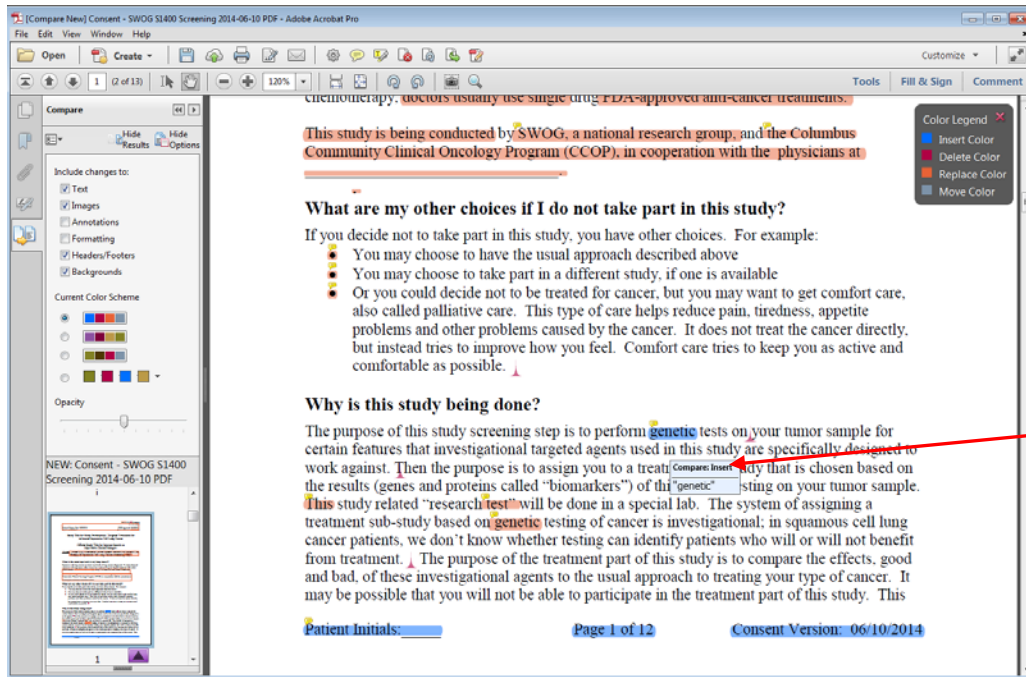 [Compare New] Consent - SWOG S1400 Screening 2014-06-10 PDF - Adobe Acrobat Pro
File Edit View Window Help
Open Create Customize
1 (2 of 13) 120% Tools Fill & Sign Comment
Compare
Hide Results Hide Options
Include changes to:
Text
Images
Annotations
Formatting
Headers/Footers
Backgrounds
Current Color Scheme
Opacity
NEW: Consent - SWOG S1400
Screening 2014-06-10 PDF
1
chemotherapy, doctors usually use single drug FDA-approved anti-cancer treatments.
This study is being conducted by SWOG, a national research group, and the Columbus
Community Clinical Oncology Program (CCOP), in cooperation with the physicians at
.
What are my other choices if I do not take part in this study?
If you decide not to take part in this study, you have other choices. For example:
● You may choose to have the usual approach described above
● You may choose to take part in a different study, if one is available
● Or you could decide not to be treated for cancer, but you may want to get comfort care,
also called palliative care. This type of care helps reduce pain, tiredness, appetite
problems and other problems caused by the cancer. It does not treat the cancer directly,
but instead tries to improve how you feel. Comfort care tries to keep you as active and
comfortable as possible.
Why is this study being done?
The purpose of this study screening step is to perform genetic tests on your tumor sample for
certain features that investigational targeted agents used in this study are specifically designed to
work against. Then the purpose is to assign you to a treat dy that is chosen based on
the results (genes and proteins called "biomarkers") of thi sting on your tumor sample.
This study related "research test" will be done in a special lab. The system of assigning a
treatment sub-study based on genetic testing of cancer is investigational; in squamous cell lung
cancer patients, we don't know whether testing can identify patients who will or will not benefit
from treatment. The purpose of the treatment part of this study is to compare the effects, good
and bad, of these investigational agents to the usual approach to treating your type of cancer. It
may be possible that you will not be able to participate in the treatment part of this study. This
Patient Initials:______ Page 1 of 12 Consent Version: 06/10/2014
Compare: Insert
"genetic"
Color Legend
Insert Color
Delete Color
Replace Color
Move Color